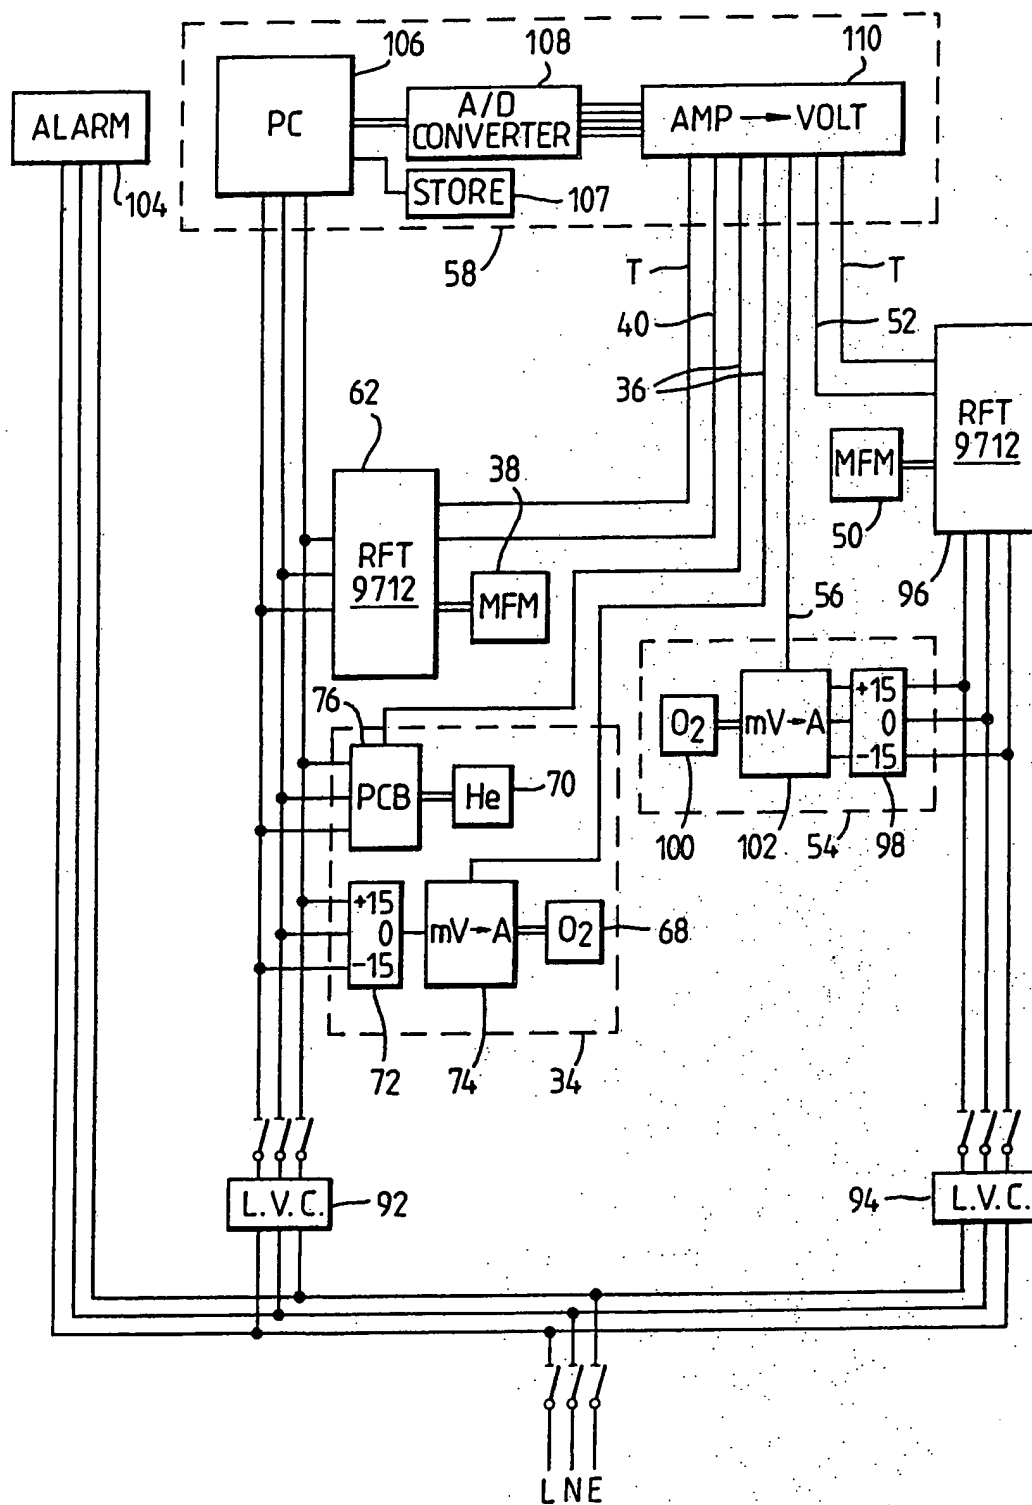 106
108
110
ALARM
PC
A/D
CONVERTER
AMP → VOLT
STORE
104
107
58
T
T
40
52
36
62
RFT
9712
38
MFM
50
MFM
RFT
9712
56
96
76
+15
0
-15
O2
mV→A
PCB
He
70
100
102
54
98
+15
0
-15
mV→A
O2
68
72
74
34
L.V.C.
92
94
L.V.C.
L N E